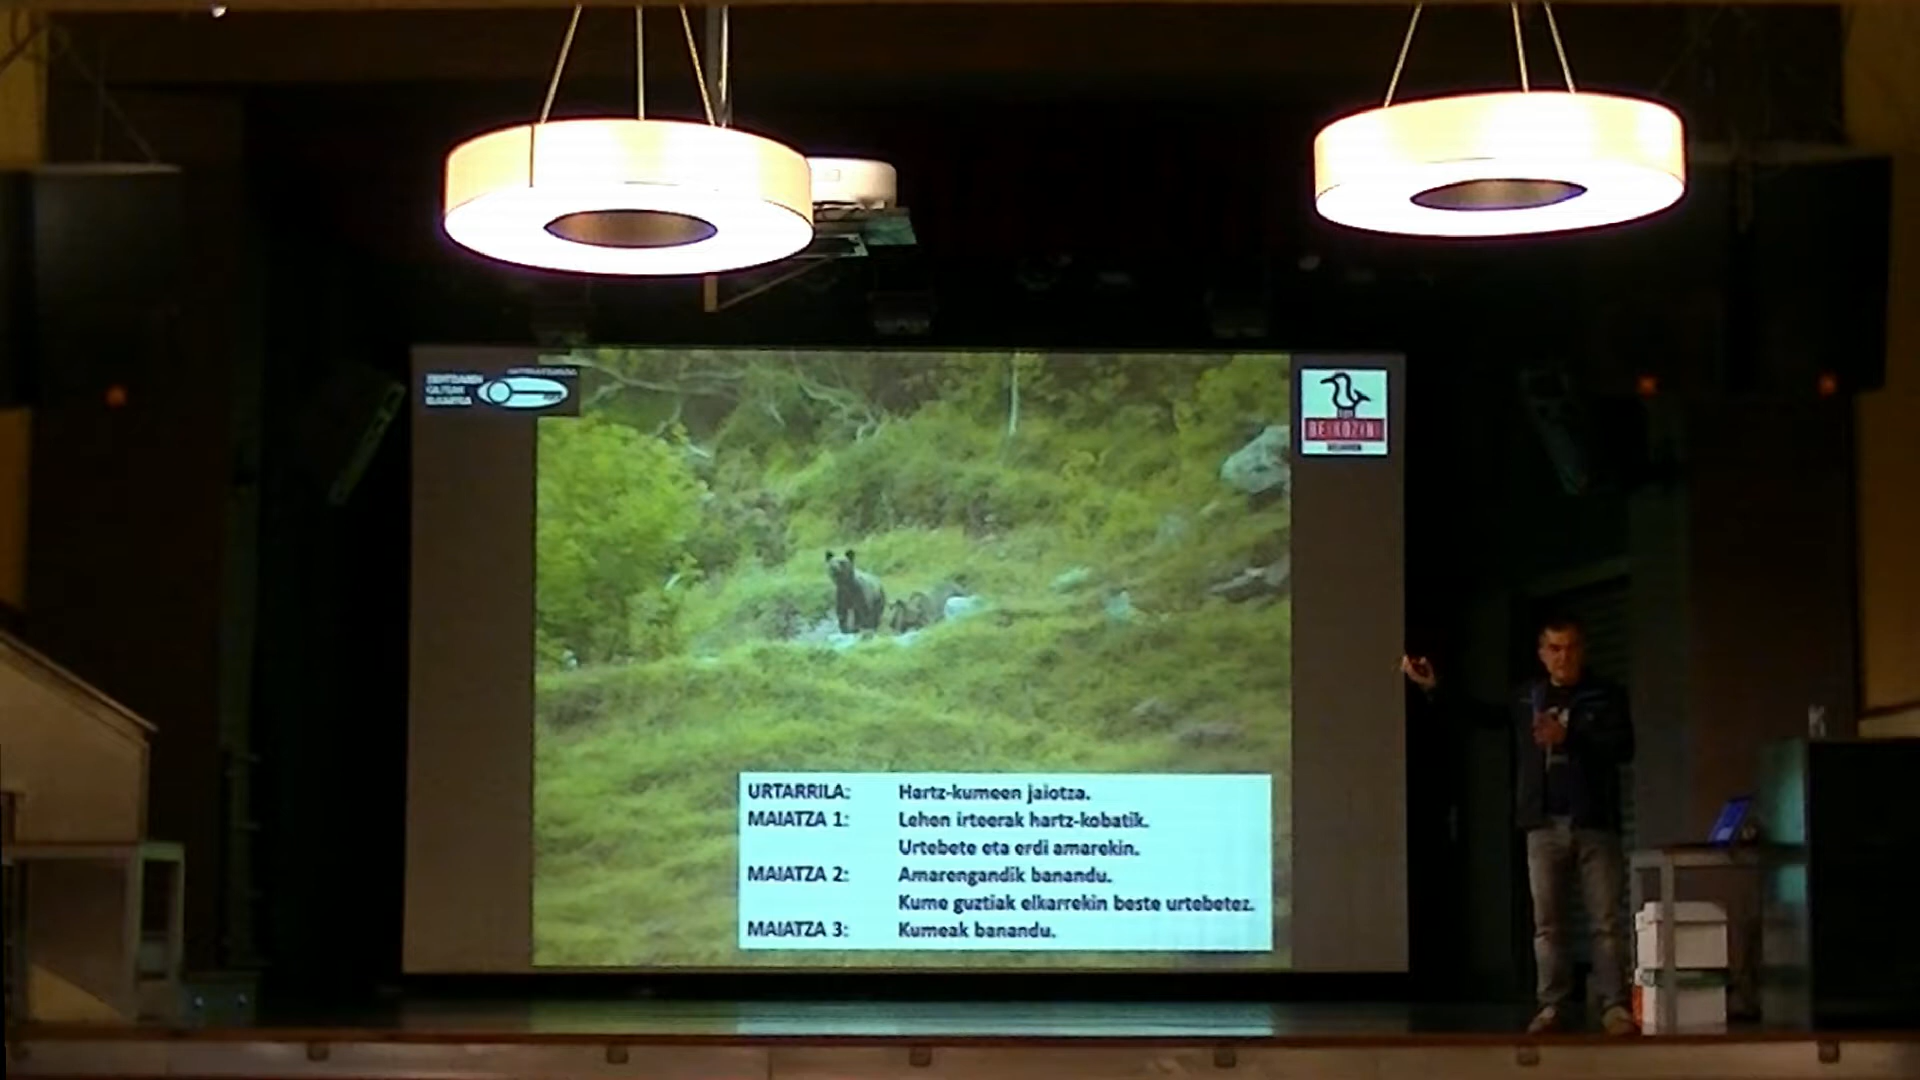 BEIKOZINI
URTARRILA: Hartz-kumeen jaiotza.
MAIATZA 1: Lehen irteerak hartz-kobatik.
Urtebete eta erdi amarekin.
MAIATZA 2: Amarengandik banandu.
Kume guztiak elkarrekin beste urtebetez.
MAIATZA 3: Kumeak banandu.